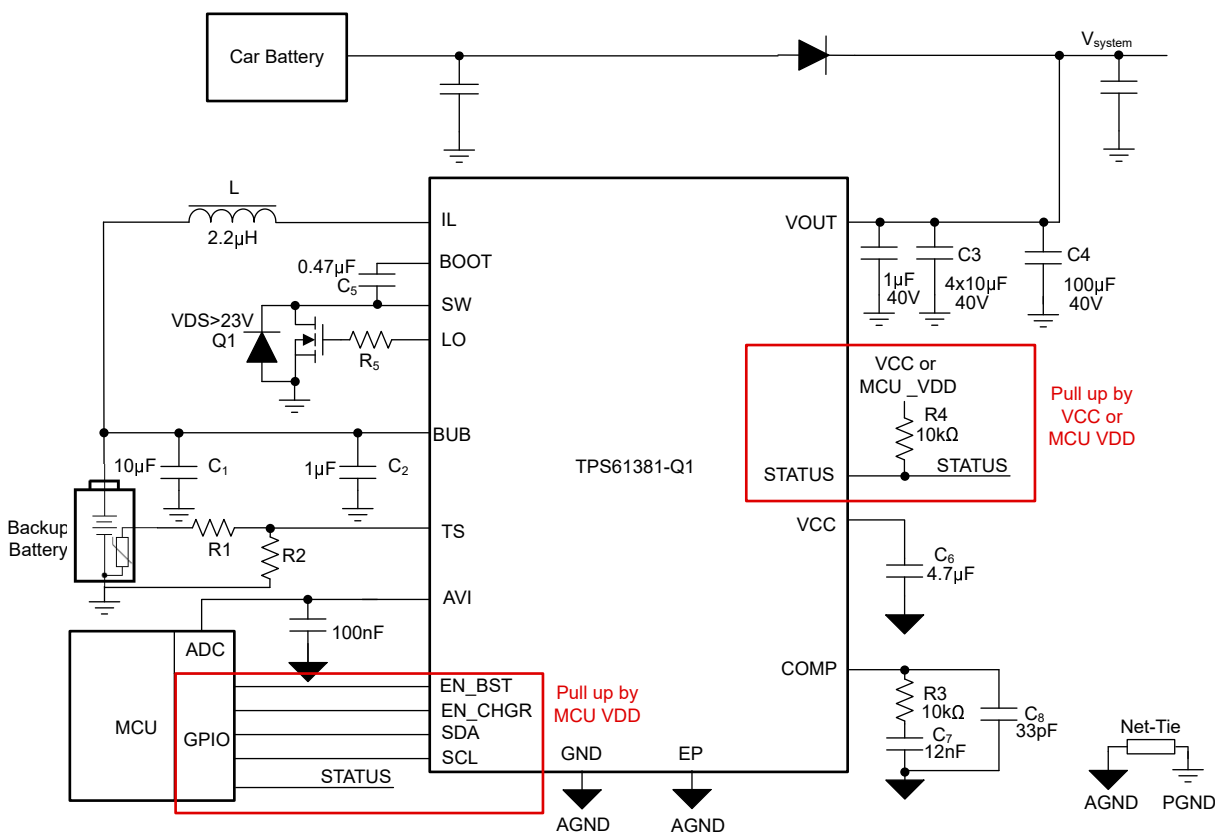 Car Battery
Vsystem
L
2.2μH
IL
VOUT
BOOT
0.47μF
C5
SW
VDS>23V
Q1
LO
R5
1μF
40V
C3
4x10μF
40V
C4
100μF
40V
VCC or
MCU _VDD
R4
10kΩ
STATUS
STATUS
Pull up by
VCC or
MCU VDD
BUB
10μF
C1
1μF
C2
TPS61381-Q1
Backup
Battery
R1
R2
TS
VCC
C6
4.7μF
AVI
100nF
ADC
MCU
GPIO
EN_BST
EN_CHGR
SDA
SCL
STATUS
Pull up by
MCU VDD
COMP
R3
10kΩ
C7
12nF
C8
33pF
GND
EP
AGND
AGND
Net-Tie
AGND
PGND